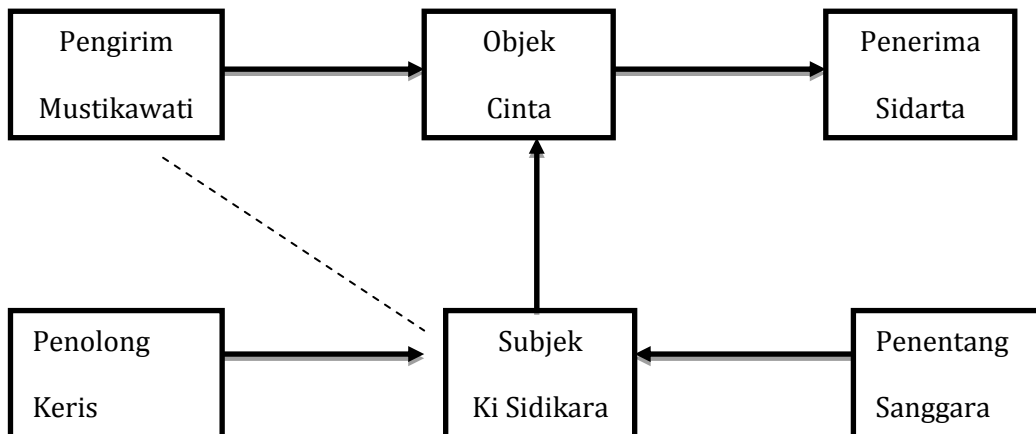 Pengirim
Mustikawati
Objek
Cinta
Penerima
Sidarta
Penolong
Keris
Subjek
Ki Sidikara
Penentang
Sanggara